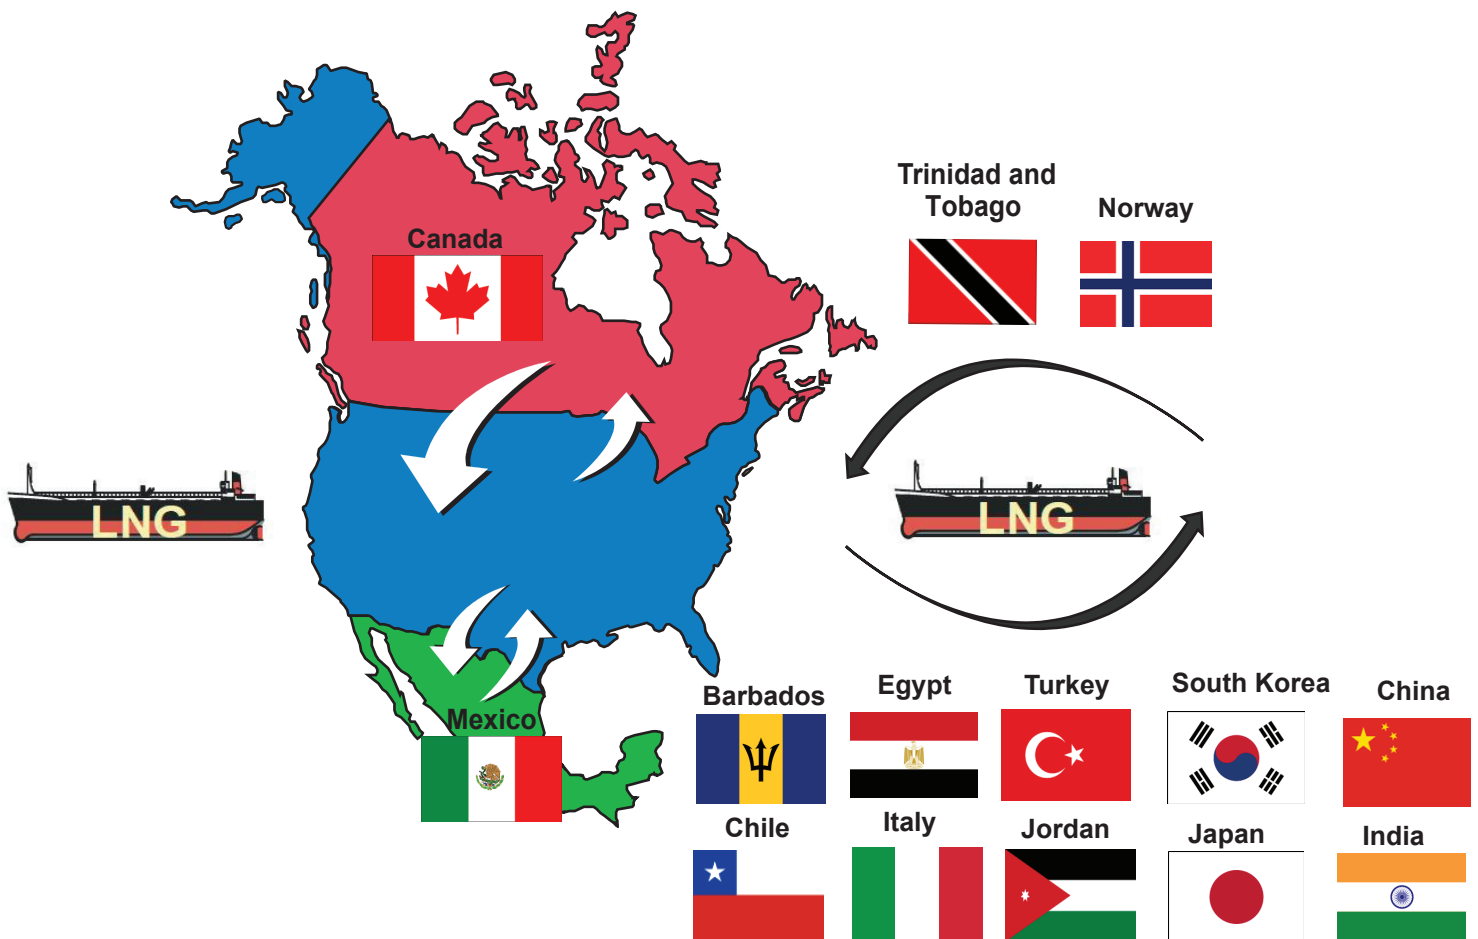 Trinidad and
Tobago
Norway
Canada
LNG
LNG
Barbados
Egypt
Turkey
South Korea
China
Mexico
Chile
Italy
Jordan
Japan
India